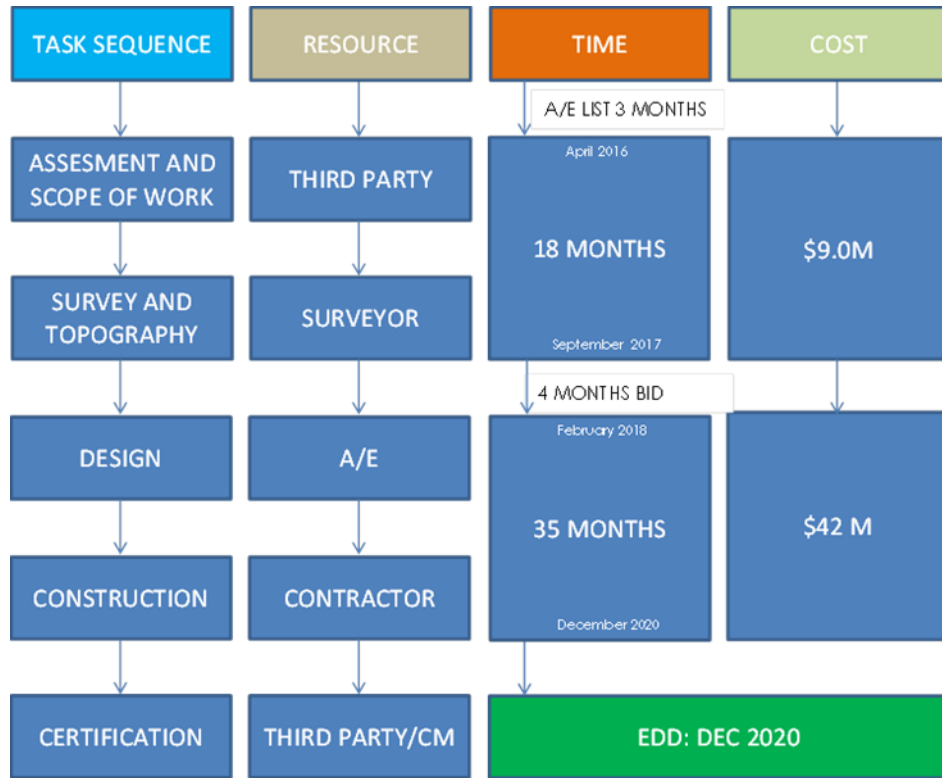 TASK SEQUENCE
RESOURCE
TIME
COST
A/E LIST 3 MONTHS
ASSESMENT AND
SCOPE OF WORK
THIRD PARTY
April 2016
18 MONTHS
September 2017
$9.0M
SURVEY AND
TOPOGRAPHY
SURVEYOR
4 MONTHS BID
DESIGN
A/E
February 2018
35 MONTHS
December 2020
$42 M
CONSTRUCTION
CONTRACTOR
CERTIFICATION
THIRD PARTY/CM
EDD: DEC 2020